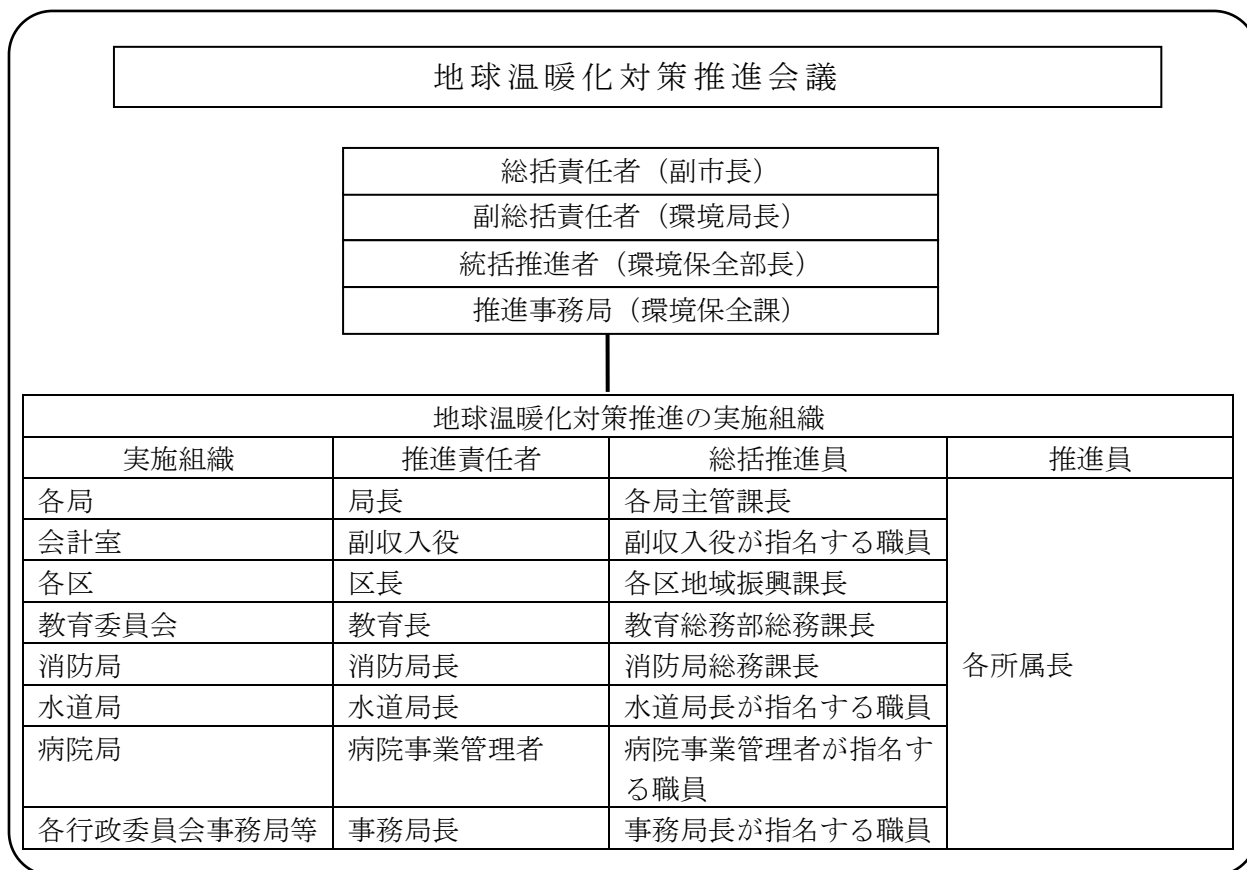 地球温暖化対策推進会議
総括責任者（副市長）
副総括責任者（環境局長）
統括推進者（環境保全部長）
推進事務局（環境保全課）
地球温暖化対策推進の実施組織
実施組織 推進責任者 総括推進員 推進員
各局 局長 各局主管課長
会計室 副収入役 副収入役が指名する職員
各区 区長 各区地域振興課長
教育委員会 教育長 教育総務部総務課長
消防局 消防局長 消防局総務課長 各所属長
水道局 水道局長 水道局長が指名する職員
病院局 病院事業管理者 病院事業管理者が指名す
る職員
各行政委員会事務局等 事務局長 事務局長が指名する職員